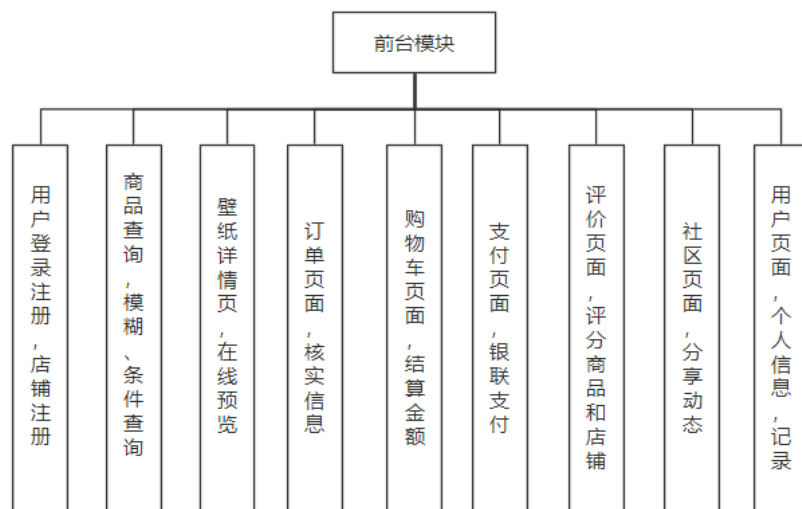 前台模块
用户登录注册,店铺注册
商品查询,模糊、条件查询
壁纸详情页,在线预览
订单页面,核实信息
购物车页面,结算金额
支付页面,银联支付
评价页面,评分商品和店铺
社区页面,分享动态
用户页面,个人信息,记录